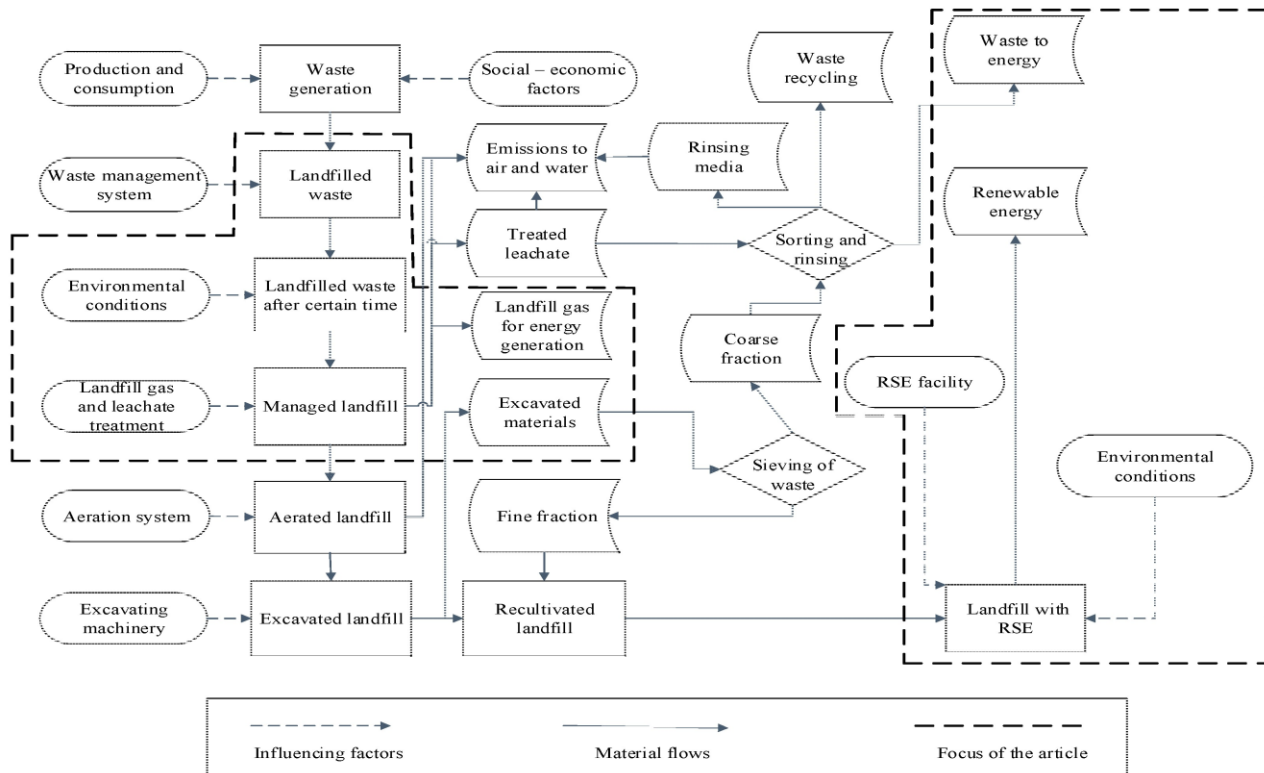 Production and
consumption
Waste
generation
Social – economic
factors
Waste
recycling
Waste to
energy
Waste management
system
Landfilled
waste
Emissions to
air and water
Rinsing
media
Renewable
energy
Treated
leachate
Sorting and
rinsing
Environmental
conditions
Landfilled waste
after certain time
Landfill gas
for energy
generation
Coarse
fraction
RSE facility
Landfill gas
and leachate
treatment
Managed landfill
Excavated
materials
Sieving of
waste
Environmental
conditions
Aeration system
Aerated landfill
Fine fraction
Excavating
machinery
Excavated landfill
Recultivated
landfill
Landfill with
RSE
Influencing factors
Material flows
Focus of the article